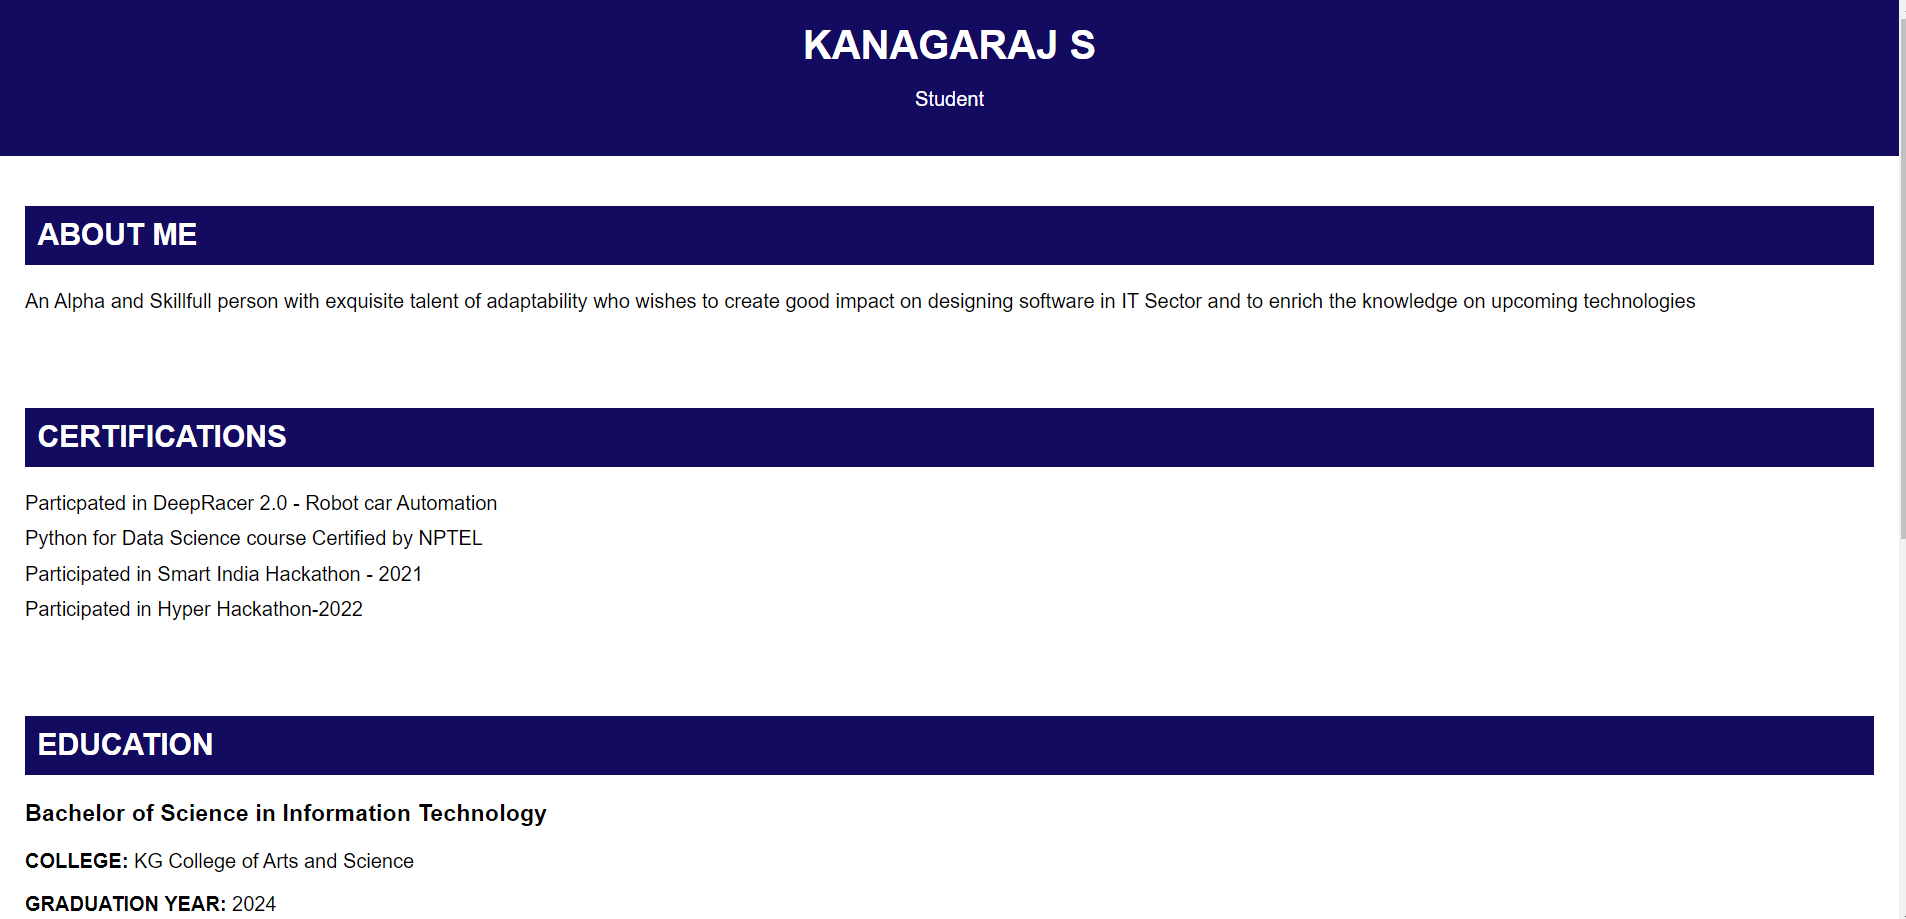 KANAGARAJ S
Student
ABOUT ME
An Alpha and Skillfull person with exquisite talent of adaptability who wishes to create good impact on designing software in IT Sector and to enrich the knowledge on upcoming technologies
CERTIFICATIONS
Particpated in DeepRacer 2.0 - Robot car Automation
Python for Data Science course Certified by NPTEL
Participated in Smart India Hackathon - 2021
Participated in Hyper Hackathon-2022
EDUCATION
Bachelor of Science in Information Technology
COLLEGE: KG College of Arts and Science
GRADUATION YEAR: 2024